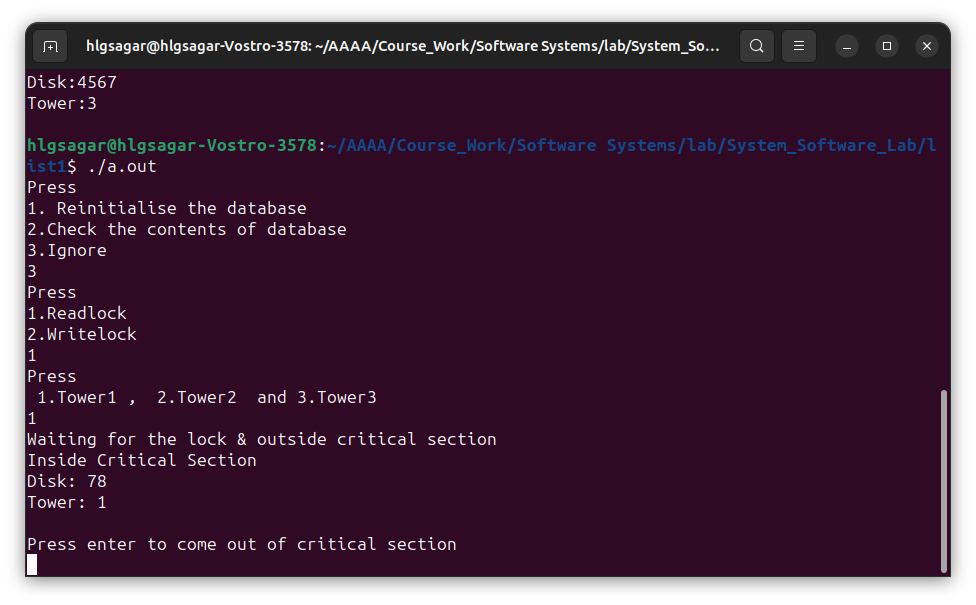 hlgsagar@hlgsagar-Vostro-3578: ~/AAAA/Course_Work/Software Systems/lab/System_So...
Disk:4567
Tower:3
hlgsagar@hlgsagar-Vostro-3578:~/AAAA/Course_Work/Software Systems/lab/System_Software_Lab/l
ist1$ ./a.out
Press
1. Reinitialise the database
2.Check the contents of database
3.Ignore
3
Press
1.Readlock
2.Writelock
1
Press
 1.Tower1 ,  2.Tower2  and 3.Tower3
1
Waiting for the lock & outside critical section
Inside Critical Section
Disk: 78
Tower: 1
Press enter to come out of critical section